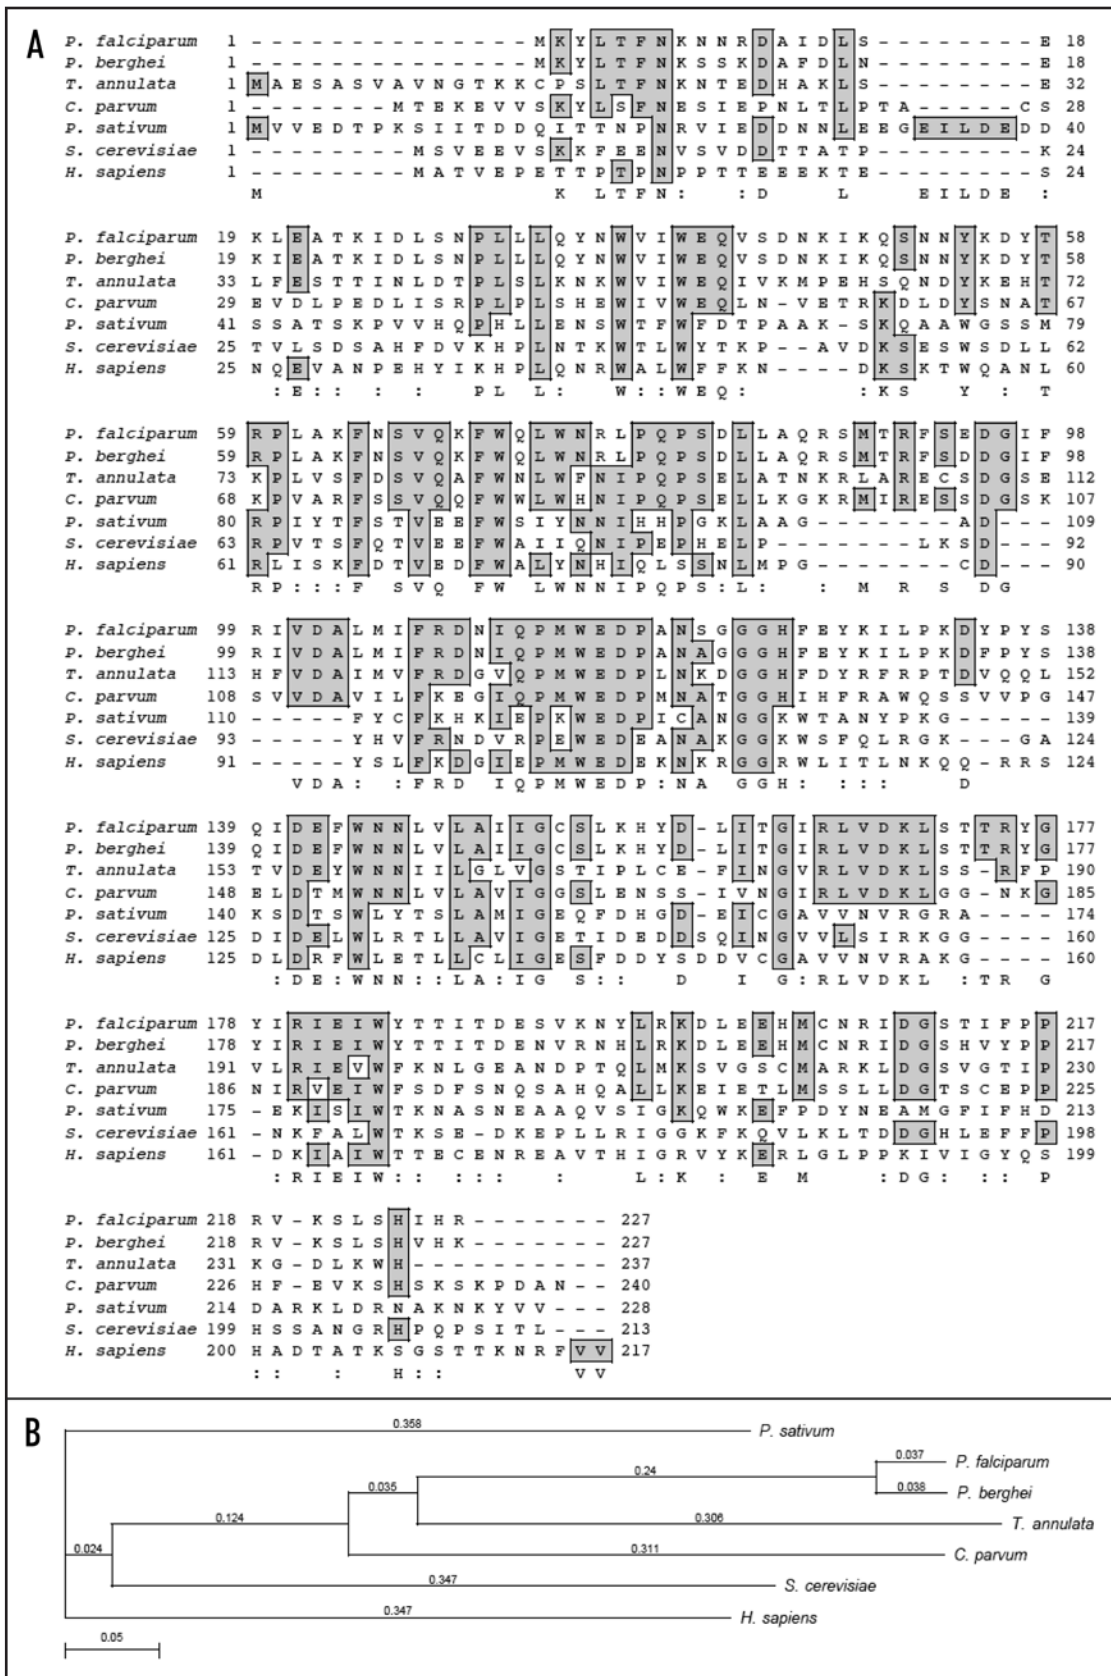 A
P. falciparum 1 - - - - - - - - - - - - - - M K Y L T F N K N N R D A I D L S - - - - - - - - E 18
P. berghei 1 - - - - - - - - - - - - - - M K Y L T F N K S S K D A F D L N - - - - - - - - E 18
T. annulata 1 M A E S A S V A V N G T K K C P S L T F N K N T E D H A K L S - - - - - - - - E 32
C. parvum 1 - - - - - - - M T E K E V V S K Y L S F N E S I E P N L T L P T A - - - - - C S 28
P. sativum 1 M V V E D T P K S I I T D D Q I T T N P N R V I E D D N N L E E G E I L D E D D 40
S. cerevisiae 1 - - - - - - - - M S V E E V S K K F E E N V S V D D T T A T P - - - - - - - - K 24
H. sapiens 1 - - - - - - - - M A T V E P E T T P T P N P P T T E E E K T E - - - - - - - - S 24
M K L T F N : : D L E I L D E :
P. falciparum 19 K L E A T K I D L S N P L L L Q Y N W V I W E Q V S D N K I K Q S N N Y K D Y T 58
P. berghei 19 K I E A T K I D L S N P L L L Q Y N W V I W E Q V S D N K I K Q S N N Y K D Y T 58
T. annulata 33 L F E S T T I N L D T P L S L K N K W V I W E Q I V K M P E H S Q N D Y K E H T 72
C. parvum 29 E V D L P E D L I S R P L P L S H E W I V W E Q L N - V E T R K D L D Y S N A T 67
P. sativum 41 S S A T S K P V V H Q P H L L E N S W T F W F D T P A A K - S K Q A A W G S S M 79
S. cerevisiae 25 T V L S D S A H F D V K H P L N T K W T L W Y T K P - - A V D K S E S W S D L L 62
H. sapiens 25 N Q E V A N P E H Y I K H P L Q N R W A L W F F K N - - - - D K S K T W Q A N L 60
: E : : : : P L L : W : : W E Q : : K S Y : T
P. falciparum 59 R P L A K F N S V Q K F W Q L W N R L P Q P S D L L A Q R S M T R F S E D G I F 98
P. berghei 59 R P L A K F N S V Q K F W Q L W N R L P Q P S D L L A Q R S M T R F S D D G I F 98
T. annulata 73 K P L V S F D S V Q A F W N L W F N I P Q P S E L A T N K R L A R E C S D G S E 112
C. parvum 68 K P V A R F S S V Q Q F W W L W H N I P Q P S E L L K G K R M I R E S S D G S K 107
P. sativum 80 R P I Y T F S T V E E F W S I Y N N I H H P G K L A A G - - - - - - - A D - - - 109
S. cerevisiae 63 R P V T S F Q T V E E F W A I I Q N I P E P H E L P - - - - - - - L K S D - - - 92
H. sapiens 61 R L I S K F D T V E D F W A L Y N H I Q L S S N L M P G - - - - - - - C D - - - 90
R P : : : F S V Q F W L W N N I P Q P S : L : : M R S D G
P. falciparum 99 R I V D A L M I F R D N I Q P M W E D P A N S G G G H F E Y K I L P K D Y P Y S 138
P. berghei 99 R I V D A L M I F R D N I Q P M W E D P A N A G G G H F E Y K I L P K D F P Y S 138
T. annulata 113 H F V D A I M V F R D G V Q P M W E D P L N K D G G H F D Y R F R P T D V Q Q L 152
C. parvum 108 S V V D A V I L F K E G I Q P M W E D P M N A T G G H I H F R A W Q S S V V P G 147
P. sativum 110 - - - - - F Y C F K H K I E P K W E D P I C A N G G K W T A N Y P K G - - - - - 139
S. cerevisiae 93 - - - - - Y H V F R N D V R P E W E D E A N A K G G K W S F Q L R G K - - - G A 124
H. sapiens 91 - - - - - Y S L F K D G I E P M W E D E K N K R G G R W L I T L N K Q Q - R R S 124
V D A : : F R D I Q P M W E D P : N A G G H : : : : D
P. falciparum 139 Q I D E F W N N L V L A I I G C S L K H Y D - L I T G I R L V D K L S T T R Y G 177
P. berghei 139 Q I D E F W N N L V L A I I G C S L K H Y D - L I T G I R L V D K L S T T R Y G 177
T. annulata 153 T V D E Y W N N I L G L V G S T I P L C E - F I N G V R L V D K L S S - R F P 190
C. parvum 148 E L D T M W N N L V L A V I G G S L E N S S - I V N G I R L V D K L G G - N K G 185
P. sativum 140 K S D T S W L Y T S L A M I G E Q F D H G D - E I C G A V V N V R G R A - - - - 174
S. cerevisiae 125 D I D E L W L R T L L A V I G E T I D E D D S Q I N G V V L S I R K G G - - - - 160
H. sapiens 125 D L D R F W L E T L L C L I G E S F D D Y S D D V C G A V V N V R A K G - - - - 160
: D E : W N N : : L A : I G S : : D I G : R L V D K L : T R G
P. falciparum 178 Y I R I E I W Y T T I T D E S V K N Y L R K D L E E H M C N R I D G S T I F P P 217
P. berghei 178 Y I R I E I W Y T T I T D E N V R N H L R K D L E E H M C N R I D G S H V Y P P 217
T. annulata 191 V L R I E V W F K N L G E A N D P T Q L M K S V G S C M A R K L D G S V G T I P 230
C. parvum 186 N I R V E I W F S D F S N Q S A H Q A L L K E I E T L M S S L L D G T S C E P P 225
P. sativum 175 - E K I S I W T K N A S N E A A Q V S I G K Q W K E F P D Y N E A M G F I F H D 213
S. cerevisiae 161 - N K F A L W T K S E - D K E P L L R I G G K F K Q V L K L T D D G H L E F F P 198
H. sapiens 161 - D K I A I W T T E C E N R E A V T H I G R V Y K E R L G L P P K I V I G Y Q S 199
: R I E I W : : : : : L : K : E M : D G : : : P
P. falciparum 218 R V - K S L S H I H R - - - - - - - 227
P. berghei 218 R V - K S L S H V H K - - - - - - - 227
T. annulata 231 K G - D L K W H - - - - - - - - - - 237
C. parvum 226 H F - E V K S H S K S K P D A N - - 240
P. sativum 214 D A R K L D R N A K N K Y V V - - - 228
S. cerevisiae 199 H S S A N G R H P Q P S I T L - - - 213
H. sapiens 200 H A D T A T K S G S T T K N R F V V 217
: : : H : : V V
B
0.358 P. sativum
0.037 P. falciparum
0.24
0.035 0.038 P. berghei
0.124 0.306 T. annulata
0.024 0.311 C. parvum
0.347 S. cerevisiae
0.347 H. sapiens
0.05